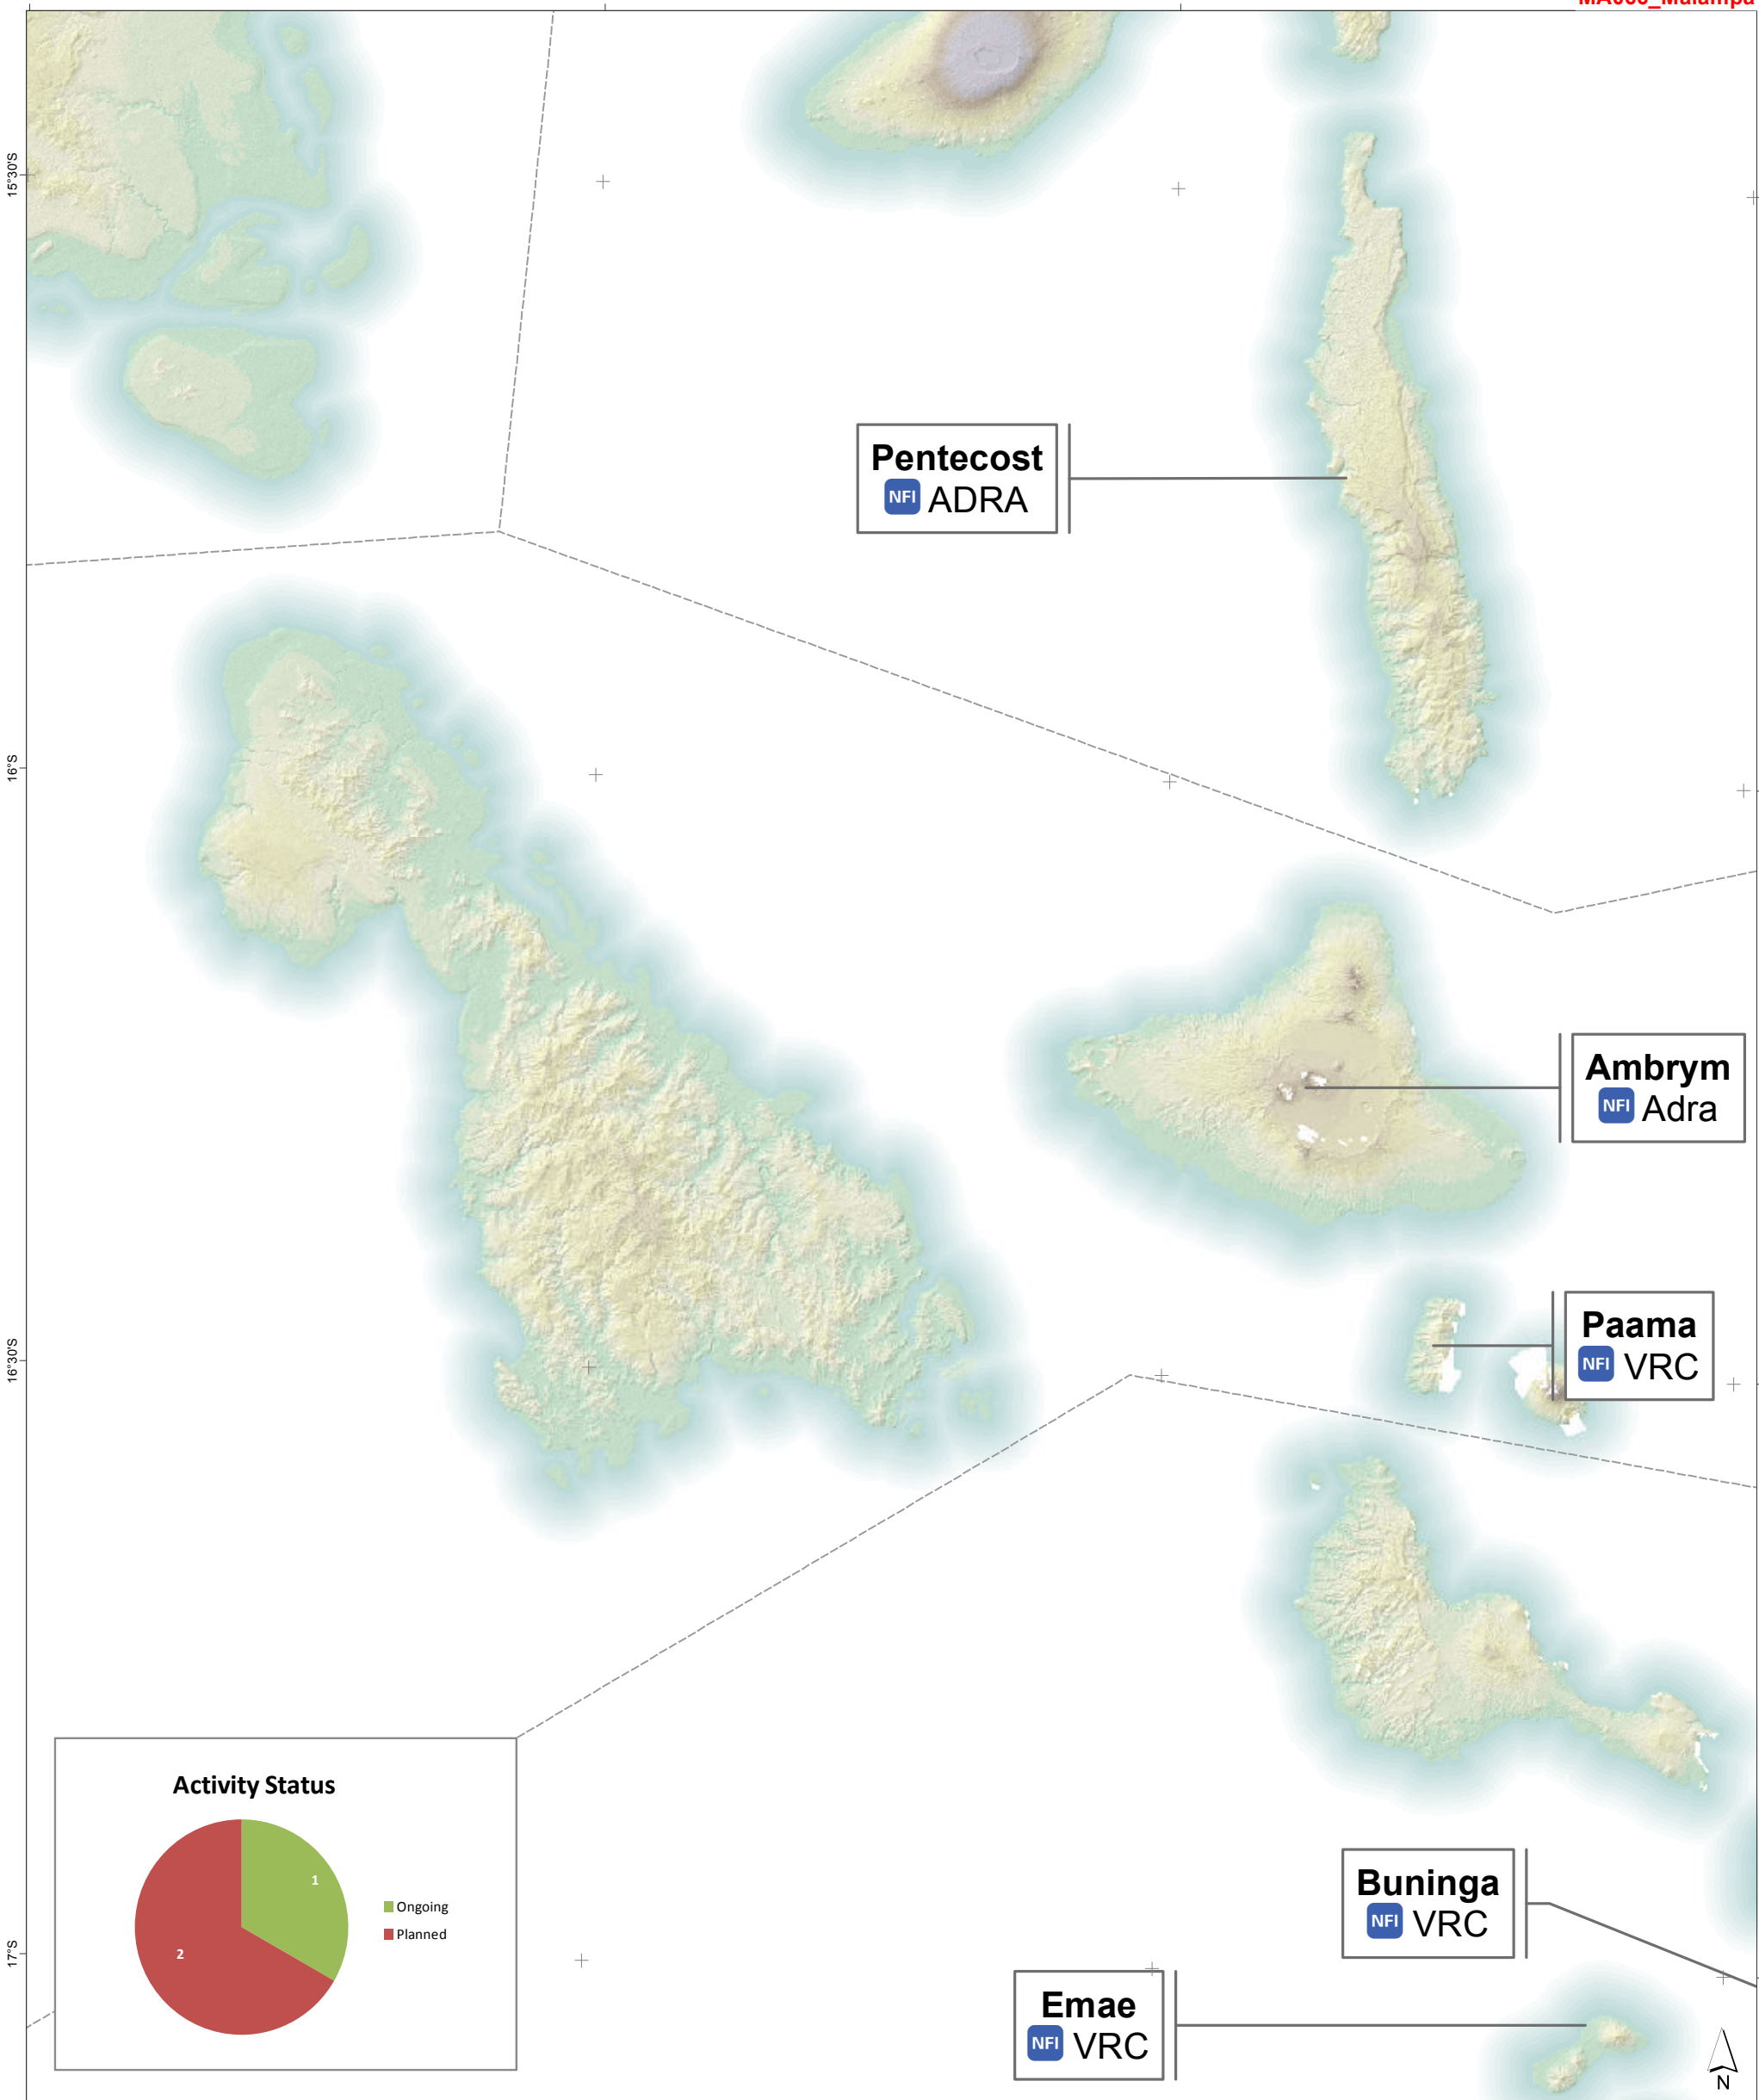 MA000_Malampa
15°30'S
Pentecost
NFI ADRA
16°S
Ambrym
NFI Adra
Paama
NFI VRC
16°30'S
Activity Status
1
2
Ongoing
Planned
Buninga
NFI VRC
17°S
Emae
NFI VRC
N